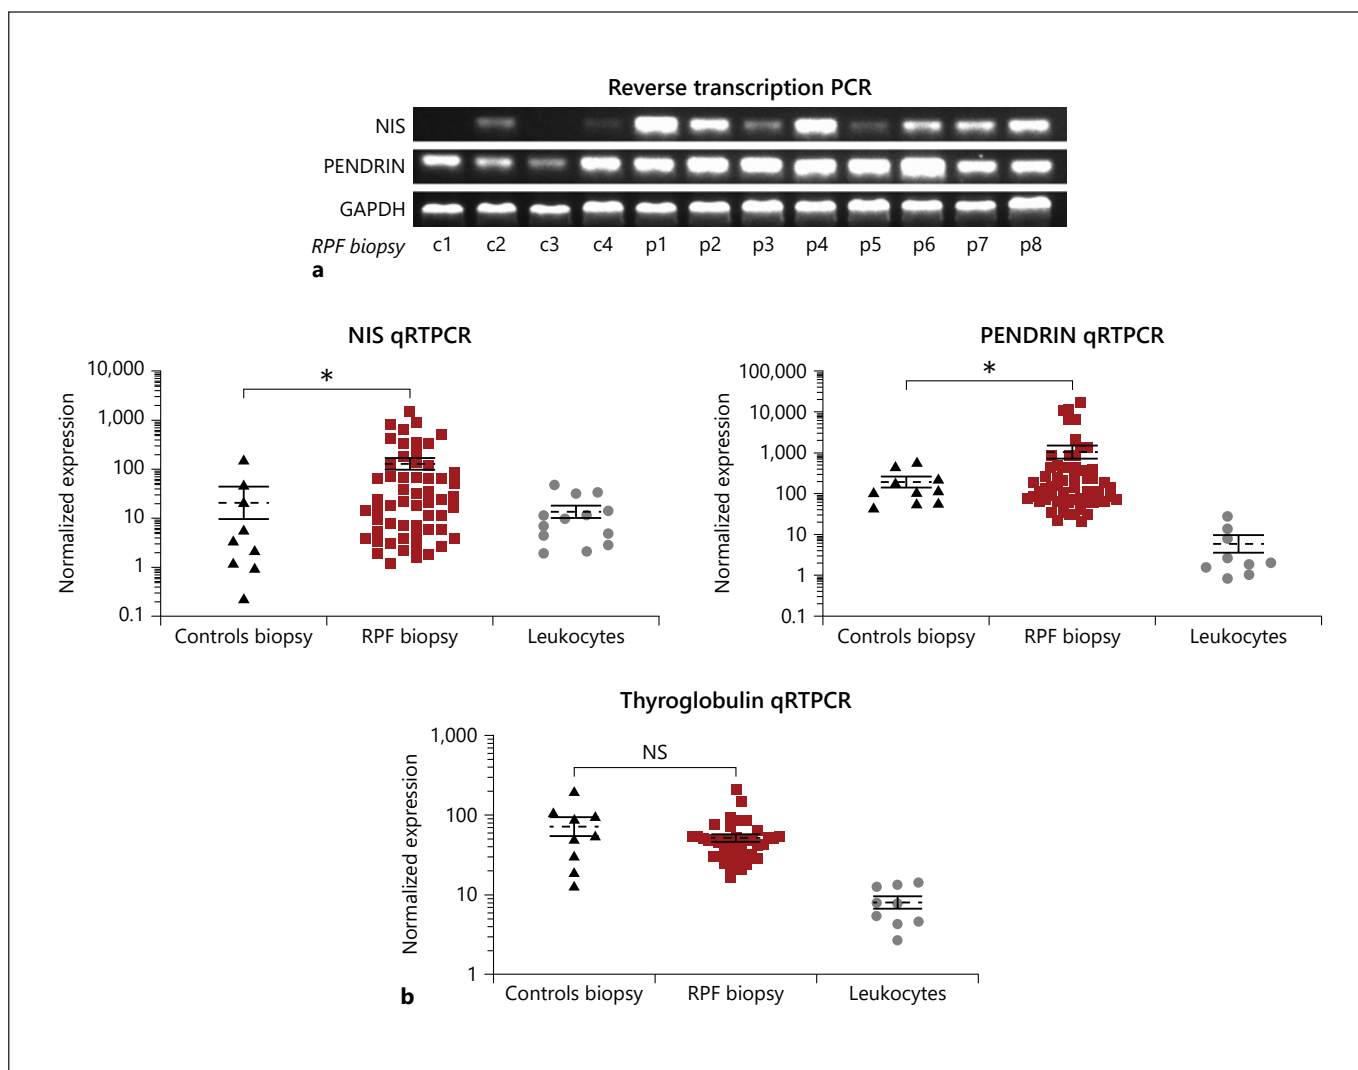 Reverse transcription PCR
NIS
PENDRIN
GAPDH
RPF biopsy c1 c2 c3 c4 p1 p2 p3 p4 p5 p6 p7 p8
a
NIS qRTPCR
Normalized expression
10,000
1,000
100
10
1
0.1
*
Controls biopsy RPF biopsy Leukocytes
PENDRIN qRTPCR
Normalized expression
100,000
10,000
1,000
100
10
1
0.1
*
Controls biopsy RPF biopsy Leukocytes
Thyroglobulin qRTPCR
Normalized expression
1,000
100
10
1
NS
Controls biopsy RPF biopsy Leukocytes
b